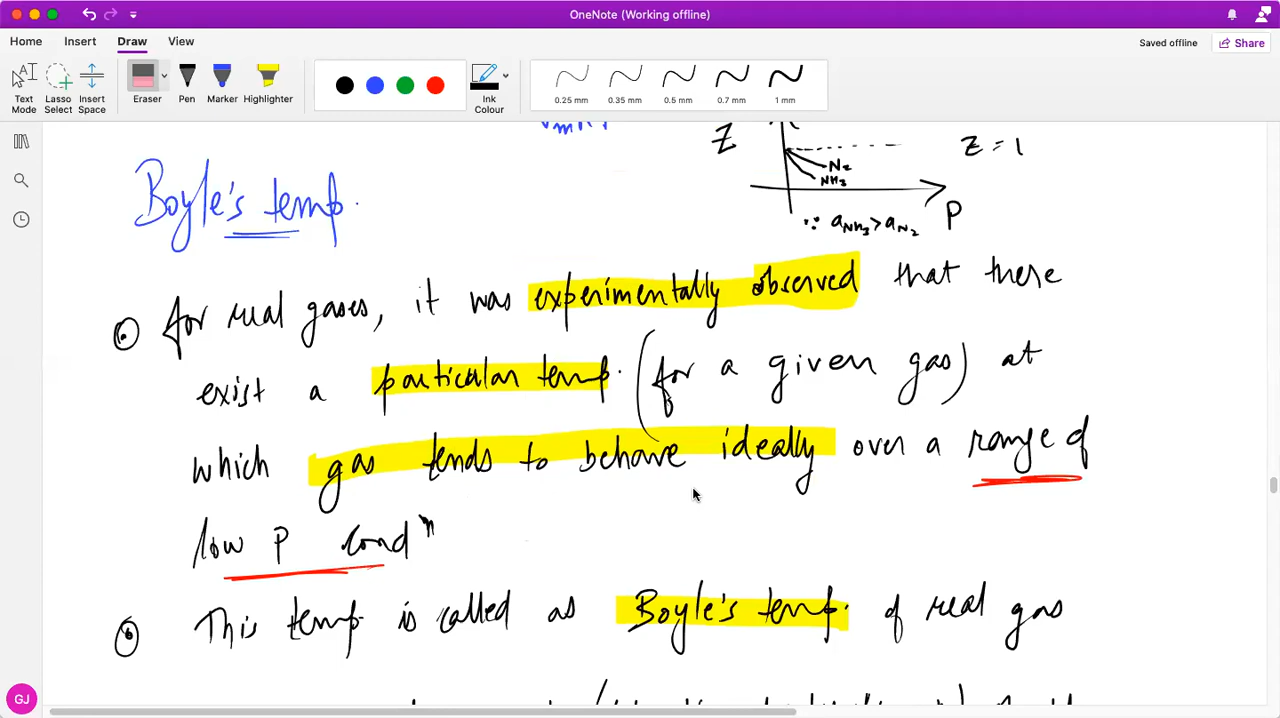 OneNote (Working offline)
Home Insert Draw View
Saved offline
Share
Text Mode
Lasso Select
Insert Space
Eraser
Pen
Marker
Highlighter
Ink Colour
0.25 mm
0.35 mm
0.5 mm
0.7 mm
1 mm
Z
Z = 1
N₂
NH₃
P
∵ a_NH₃ > a_N₂
Boyle's temp.
for real gases, it was experimentally observed that there
exist a particular temp. (for a given gas) at
which gas tends to behave ideally over a range of
low P condⁿ
This temp. is called as Boyle's temp. of real gas
GJ